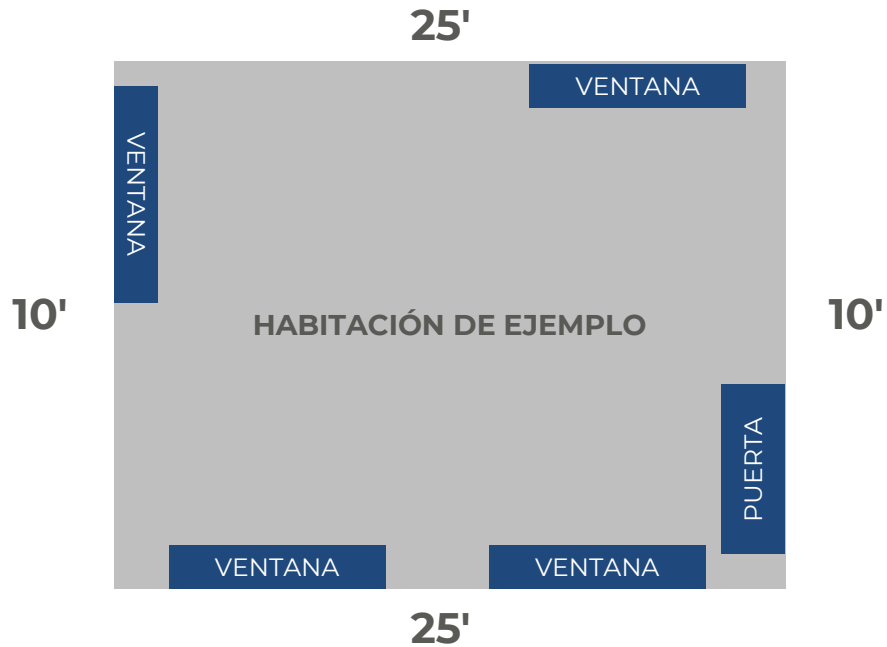 25'
VENTANA
VENTANA
10'
HABITACIÓN DE EJEMPLO
10'
PUERTA
VENTANA
VENTANA
25'